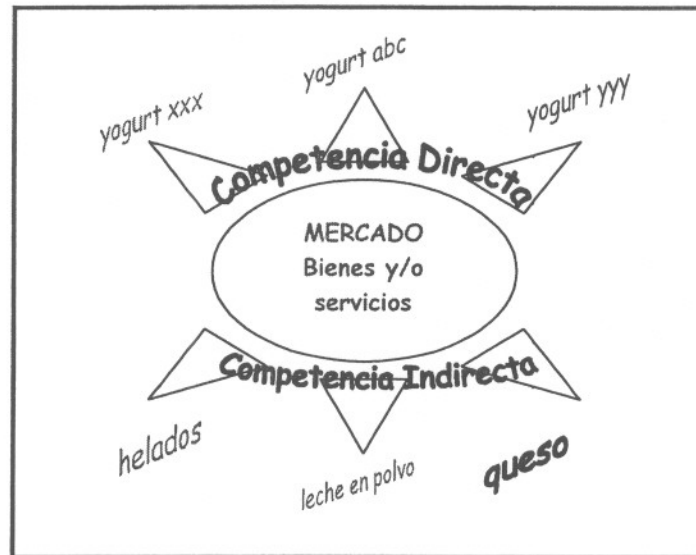 yogurt abc
yogurt xxx
yogurt yyy
Competencia Directa
MERCADO
Bienes y/o
servicios
Competencia Indirecta
helados
leche en polvo
queso